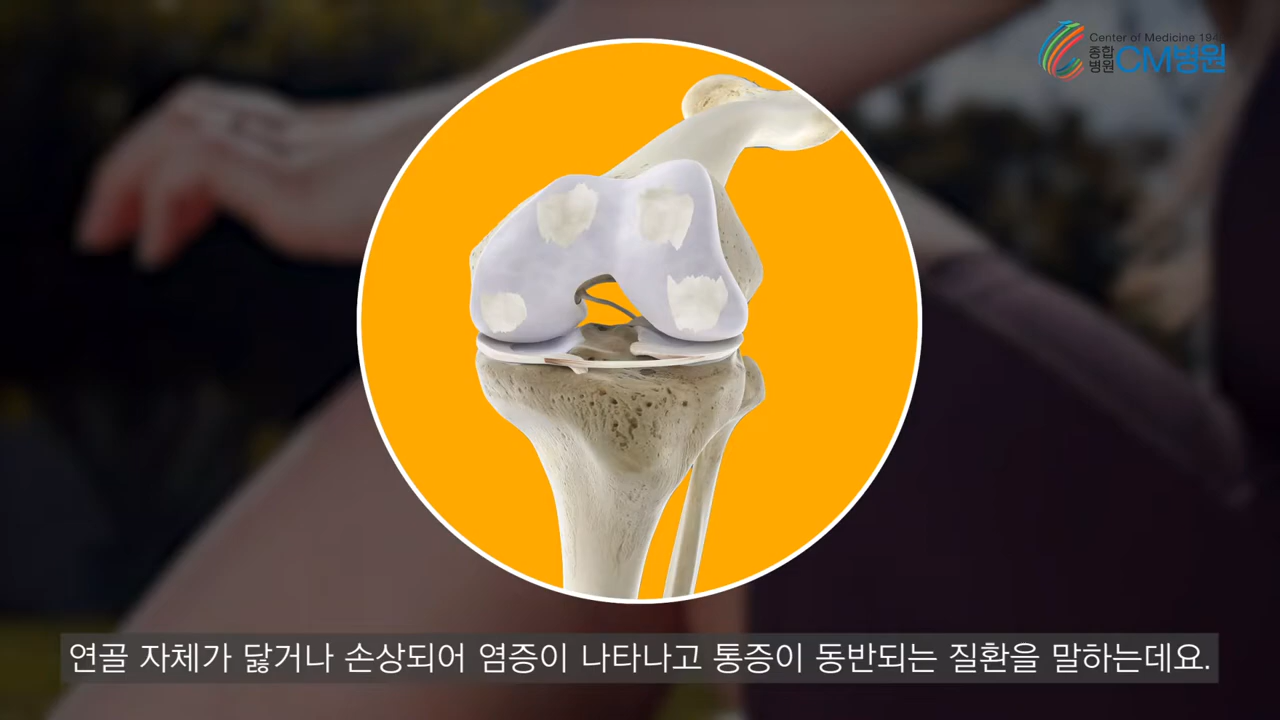 Center of Medicine 194
종합
병원 CM병원
연골 자체가 닳거나 손상되어 염증이 나타나고 통증이 동반되는 질환을 말하는데요.